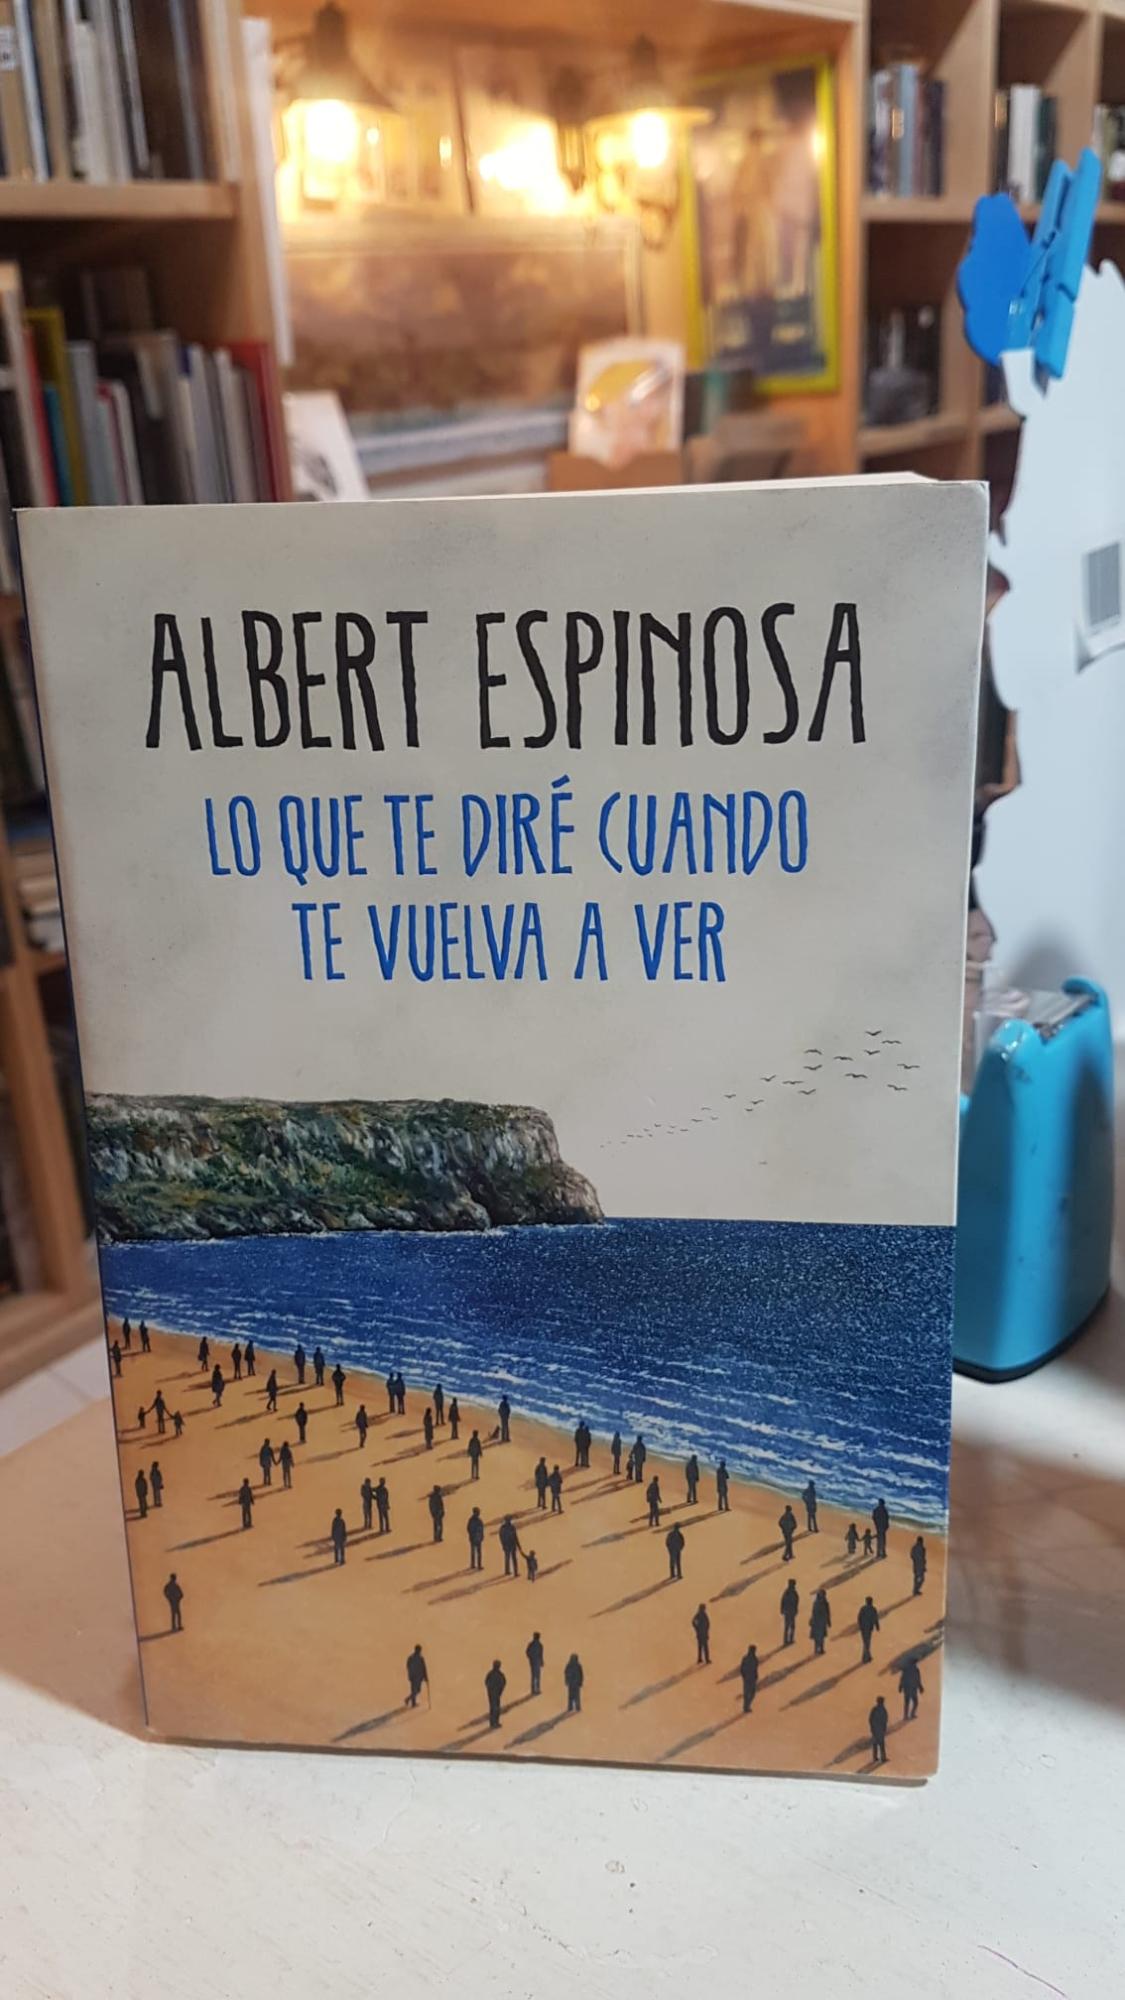 ALBERT ESPINOSA
LO QUE TE DIRÉ CUANDO
TE VUELVA A VER